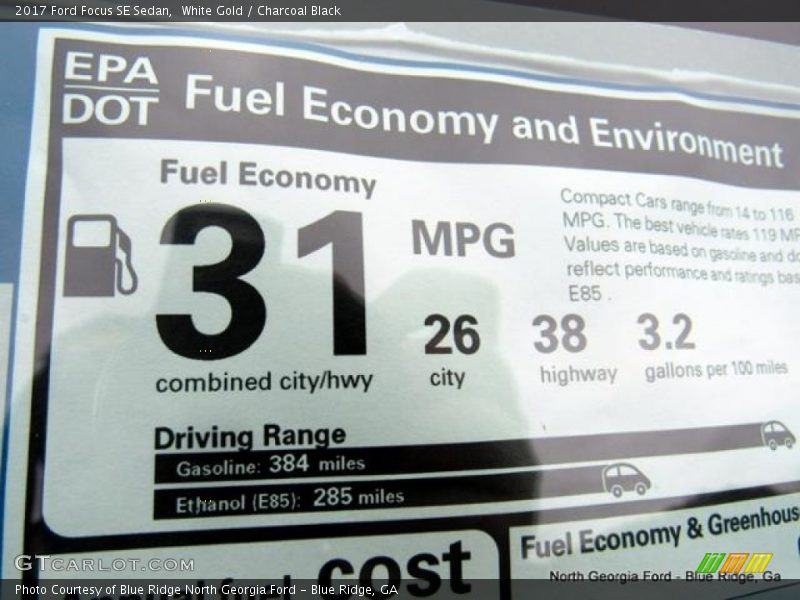 2017 Ford Focus SE Sedan,  White Gold / Charcoal Black
EPA
DOT
Fuel Economy and Environment
Fuel Economy
31
MPG
combined city/hwy
26
city
38
highway
3.2
gallons per 100 miles
Compact Cars range from 14 to 116
MPG. The best vehicle rates 119 MP
Values are based on gasoline and do
reflect performance and ratings bas
E85 .
Driving Range
Gasoline: 384 miles
Ethanol (E85): 285 miles
cost
Fuel Economy & Greenhous
GTCARLOT.COM
North Georgia Ford - Blue Ridge, Ga
Photo Courtesy of Blue Ridge North Georgia Ford – Blue Ridge, GA